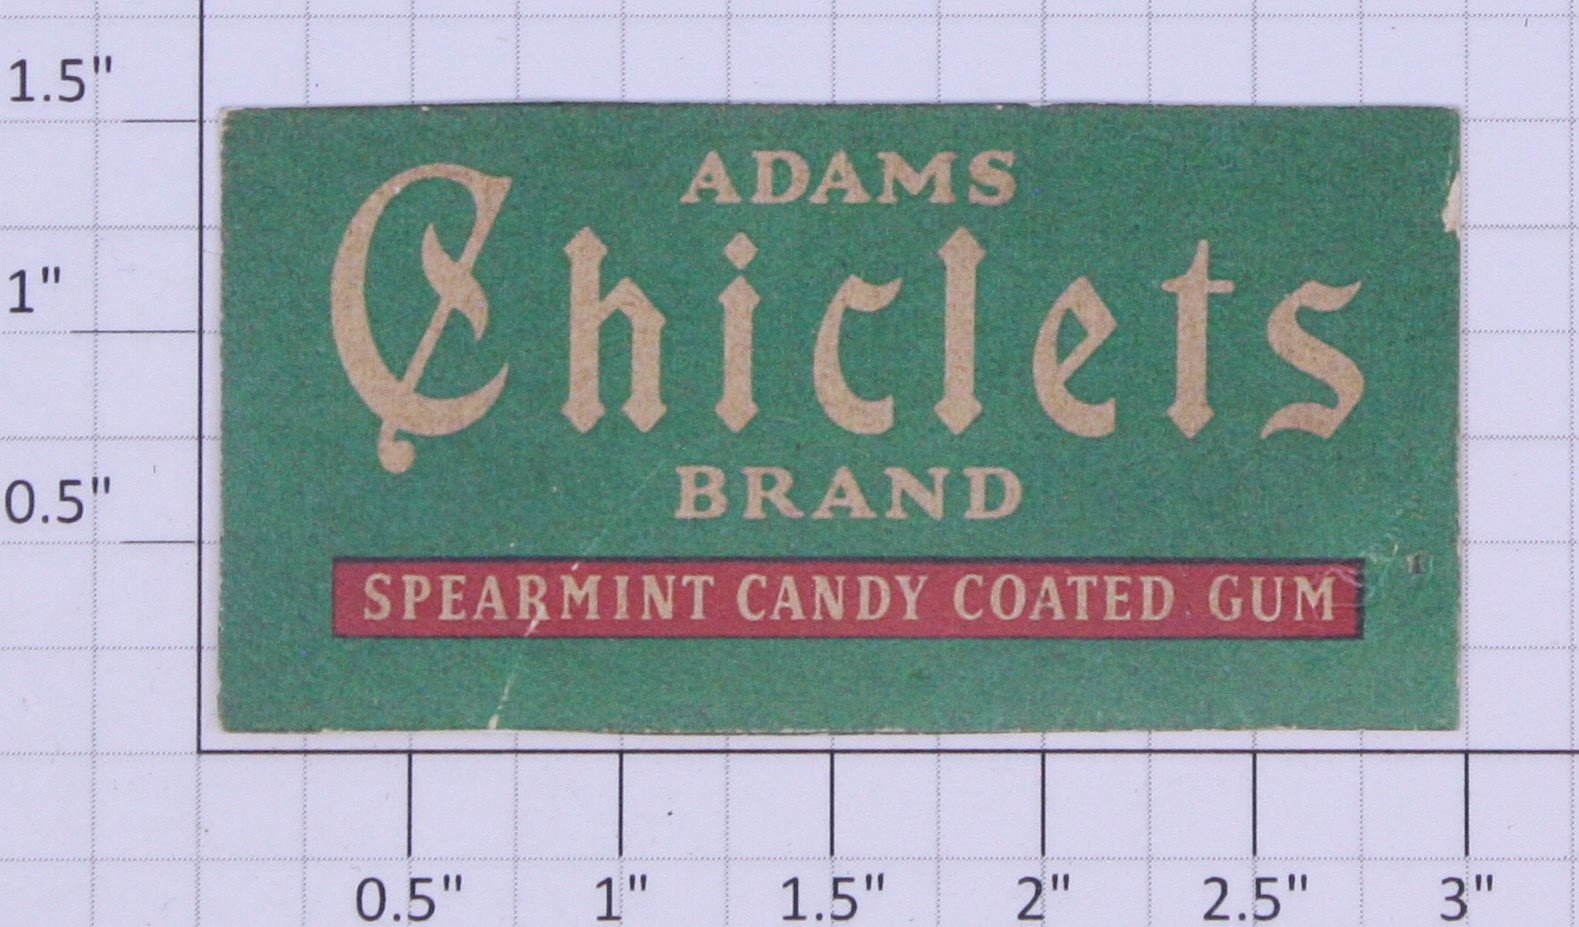 1.5"
ADAMS
Chiclets
1"
BRAND
0.5"
SPEARMINT CANDY COATED GUM
0.5" 1" 1.5" 2" 2.5" 3"